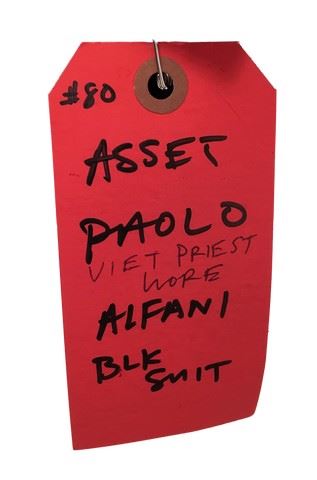 #80
ASSET
PAOLO
VIET PRIEST
WORE
ALFANI
BLK
SUIT